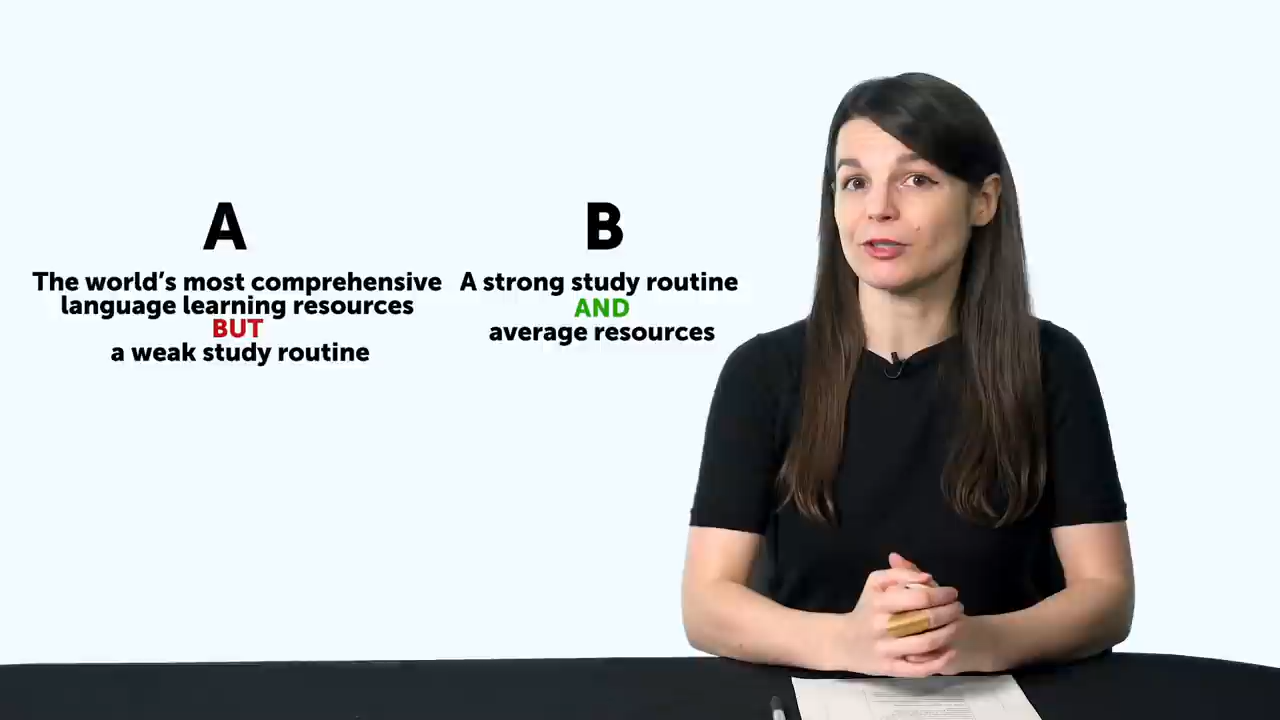 A
The world's most comprehensive
language learning resources
BUT
a weak study routine
B
A strong study routine
AND
average resources